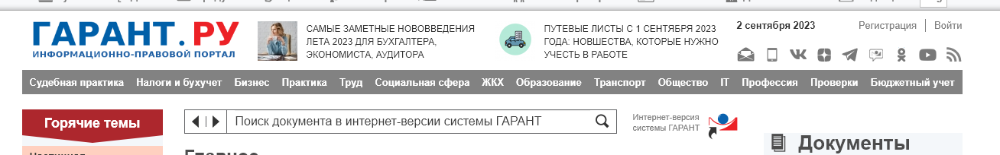 ГАРАНТ.РУ
ИНФОРМАЦИОННО-ПРАВОВОЙ ПОРТАЛ
САМЫЕ ЗАМЕТНЫЕ НОВОВВЕДЕНИЯ
ЛЕТА 2023 ДЛЯ БУХГАЛТЕРА,
ЭКОНОМИСТА, АУДИТОРА
ПУТЕВЫЕ ЛИСТЫ С 1 СЕНТЯБРЯ 2023
ГОДА: НОВШЕСТВА, КОТОРЫЕ НУЖНО
УЧЕСТЬ В РАБОТЕ
2 сентября 2023
Регистрация
Войти
Судебная практика Налоги и бухучет Бизнес Практика Труд Социальная сфера ЖКХ Образование Транспорт Общество IT Профессия Проверки Бюджетный учет
Горячие темы
Поиск документа в интернет-версии системы ГАРАНТ
Интернет-версия
системы ГАРАНТ
Документы
Главное